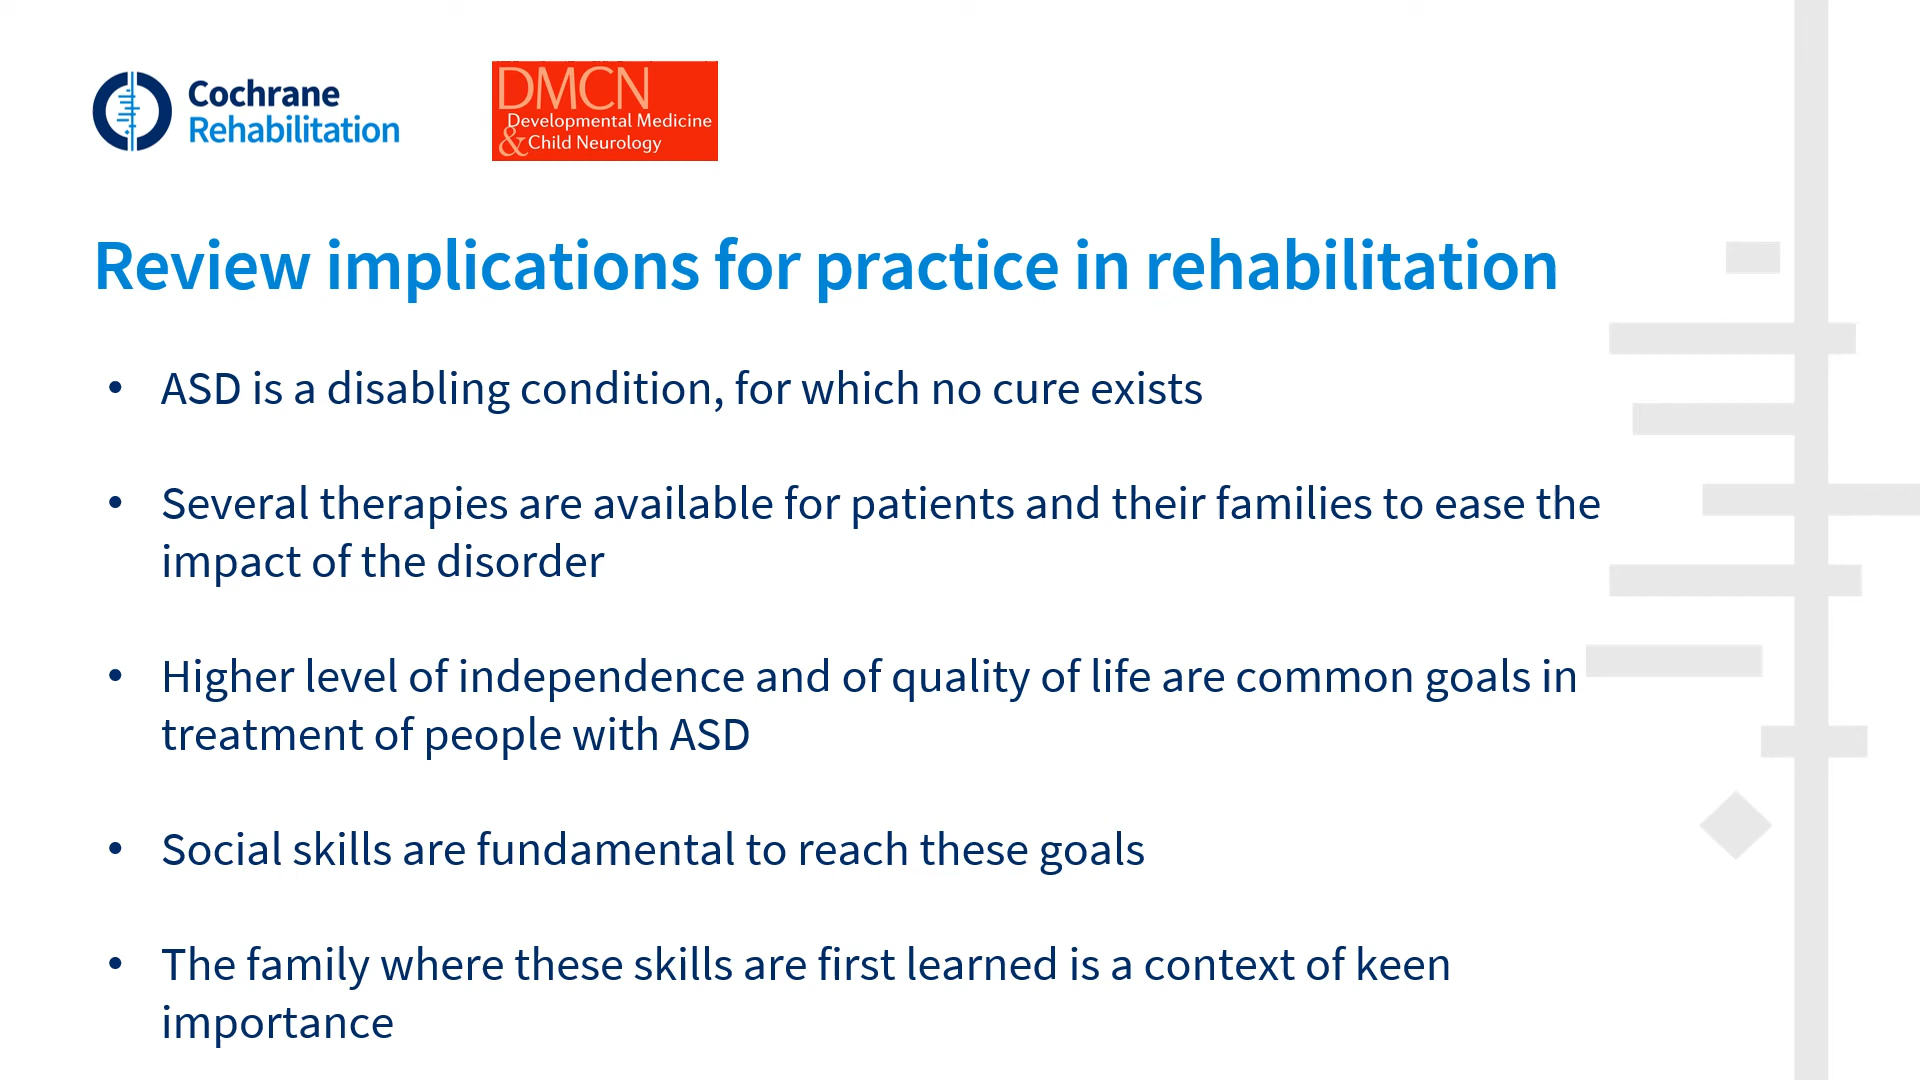 Cochrane
Rehabilitation
DMCN
Developmental Medicine
& Child Neurology
Review implications for practice in rehabilitation
• ASD is a disabling condition, for which no cure exists
• Several therapies are available for patients and their families to ease the
impact of the disorder
• Higher level of independence and of quality of life are common goals in
treatment of people with ASD
• Social skills are fundamental to reach these goals
• The family where these skills are first learned is a context of keen
importance